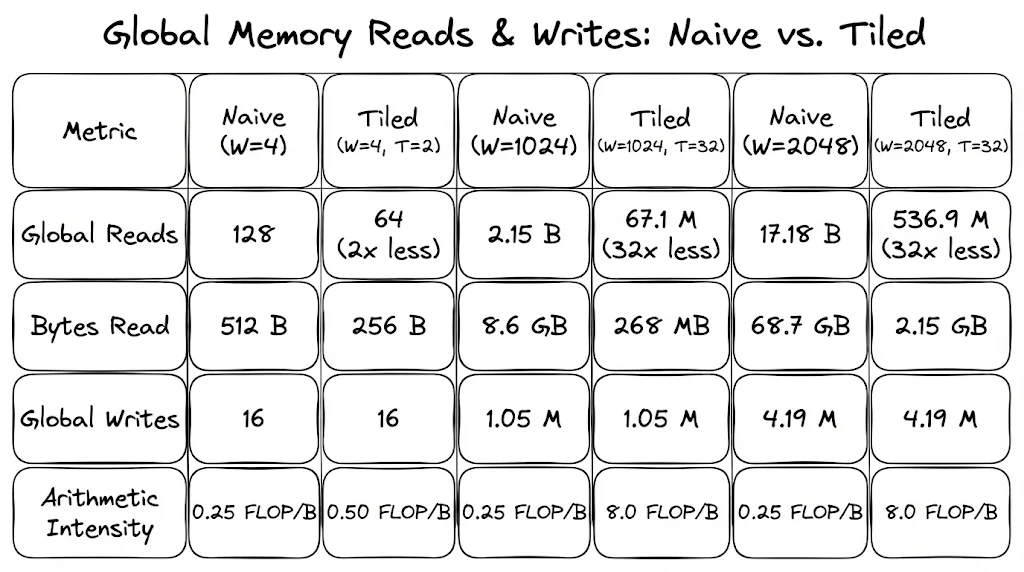 Global Memory Reads & Writes: Naive vs. Tiled
Metric
Naive
(W=4)
Tiled
(W=4, T=2)
Naive
(W=1024)
Tiled
(W=1024, T=32)
Naive
(W=2048)
Tiled
(W=2048, T=32)
Global Reads
128
64
(2x less)
2.15 B
67.1 M
(32x less)
17.18 B
536.9 M
(32x less)
Bytes Read
512 B
256 B
8.6 GB
268 MB
68.7 GB
2.15 GB
Global Writes
16
16
1.05 M
1.05 M
4.19 M
4.19 M
Arithmetic
Intensity
0.25 FLOP/B
0.50 FLOP/B
0.25 FLOP/B
8.0 FLOP/B
0.25 FLOP/B
8.0 FLOP/B